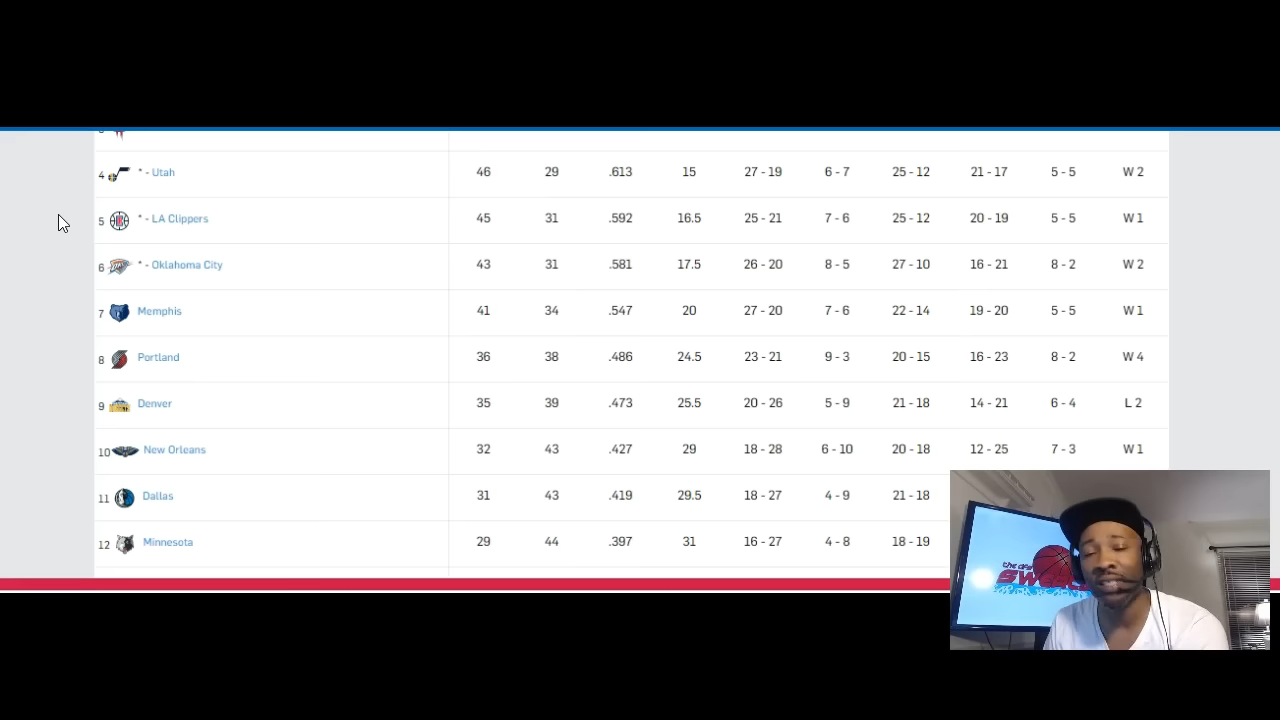 4 * - Utah 46 29 .613 15 27 - 19 6 - 7 25 - 12 21 - 17 5 - 5 W 2
5 * - LA Clippers 45 31 .592 16.5 25 - 21 7 - 6 25 - 12 20 - 19 5 - 5 W 1
6 * - Oklahoma City 43 31 .581 17.5 26 - 20 8 - 5 27 - 10 16 - 21 8 - 2 W 2
7 Memphis 41 34 .547 20 27 - 20 7 - 6 22 - 14 19 - 20 5 - 5 W 1
8 Portland 36 38 .486 24.5 23 - 21 9 - 3 20 - 15 16 - 23 8 - 2 W 4
9 Denver 35 39 .473 25.5 20 - 26 5 - 9 21 - 18 14 - 21 6 - 4 L 2
10 New Orleans 32 43 .427 29 18 - 28 6 - 10 20 - 18 12 - 25 7 - 3 W 1
11 Dallas 31 43 .419 29.5 18 - 27 4 - 9 21 - 18
12 Minnesota 29 44 .397 31 16 - 27 4 - 8 18 - 19
the